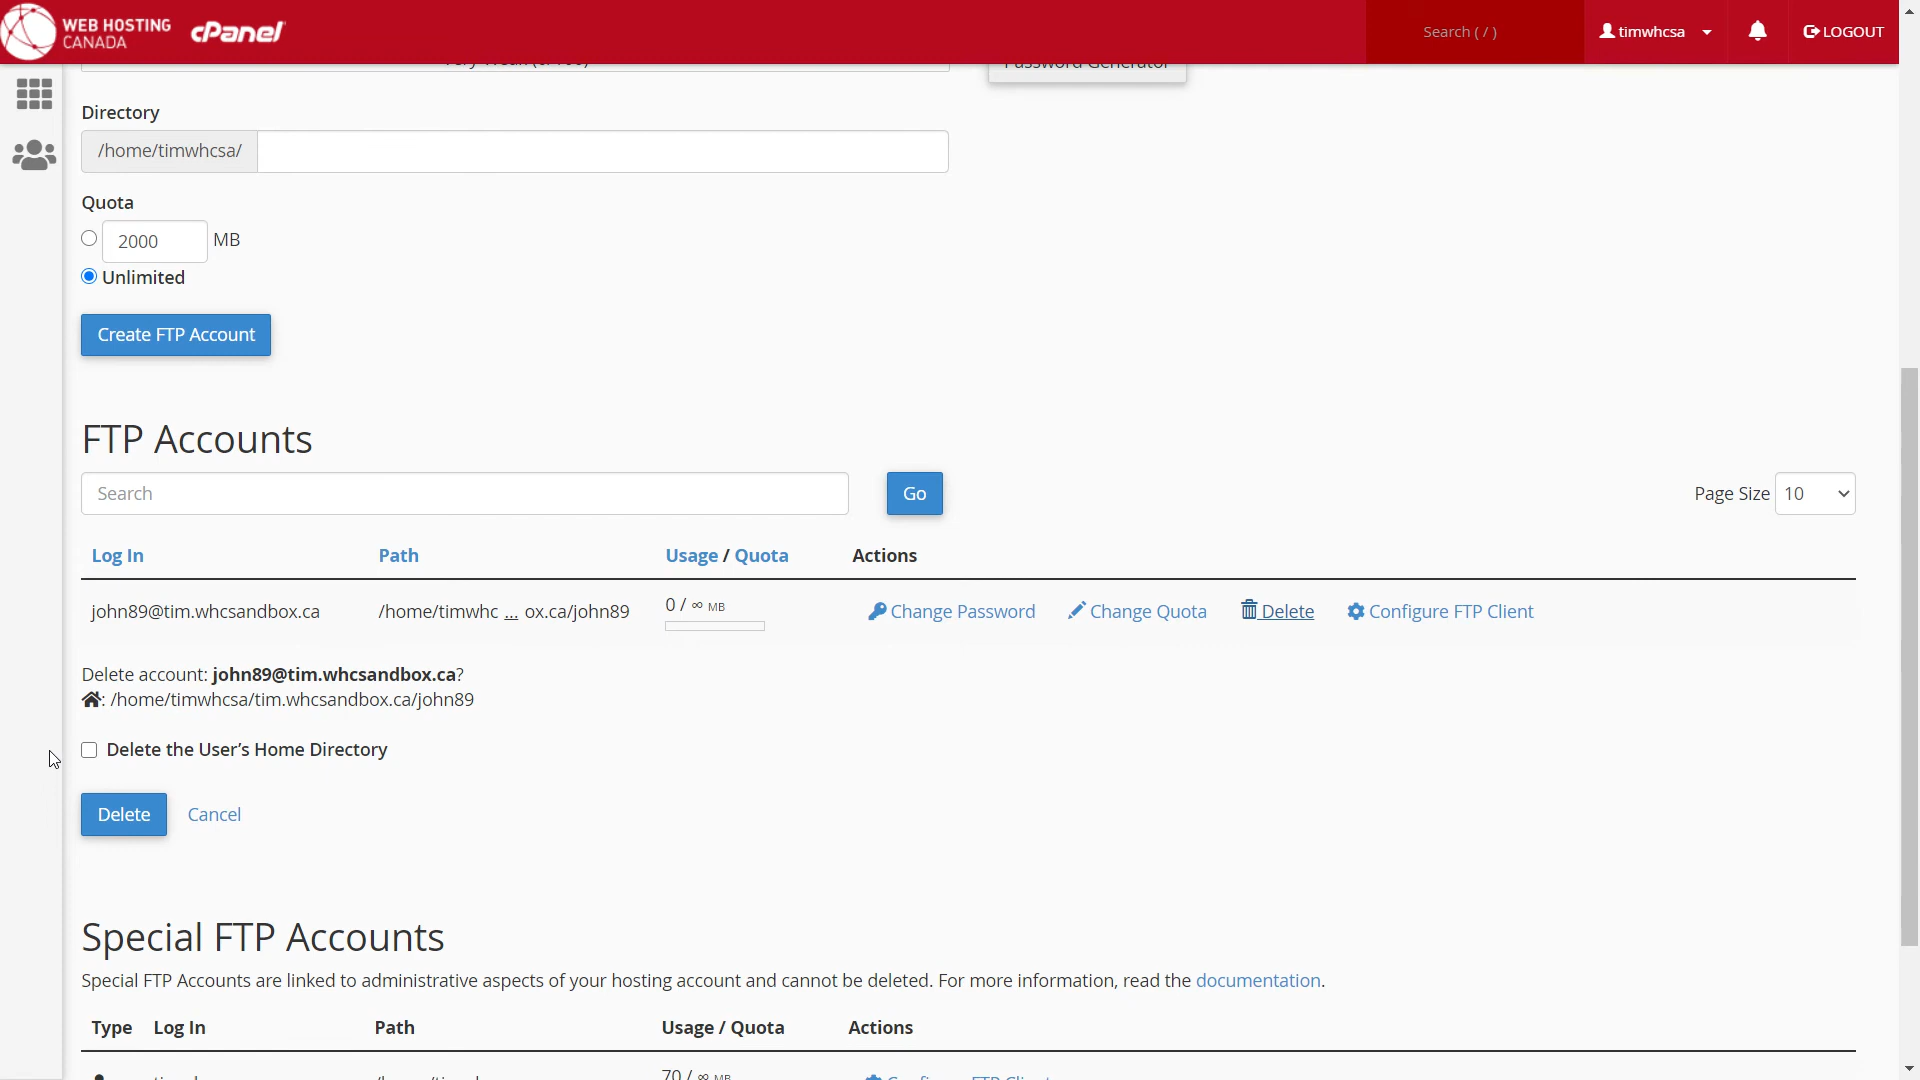 WEB HOSTING
CANADA
cPanel
Search ( / )
timwhcsa
LOGOUT
Password Generator
Directory
/home/timwhcsa/
Quota
2000 MB
Unlimited
Create FTP Account
FTP Accounts
Search
Go
Page Size 10
Log In Path Usage / Quota Actions
john89@tim.whcsandbox.ca /home/timwhc ... ox.ca/john89 0 / ∞ MB Change Password Change Quota Delete Configure FTP Client
Delete account: john89@tim.whcsandbox.ca?
: /home/timwhcsa/tim.whcsandbox.ca/john89
Delete the User’s Home Directory
Delete Cancel
Special FTP Accounts
Special FTP Accounts are linked to administrative aspects of your hosting account and cannot be deleted. For more information, read the documentation.
Type Log In Path Usage / Quota Actions
70 / ∞ MB Configure FTP Client